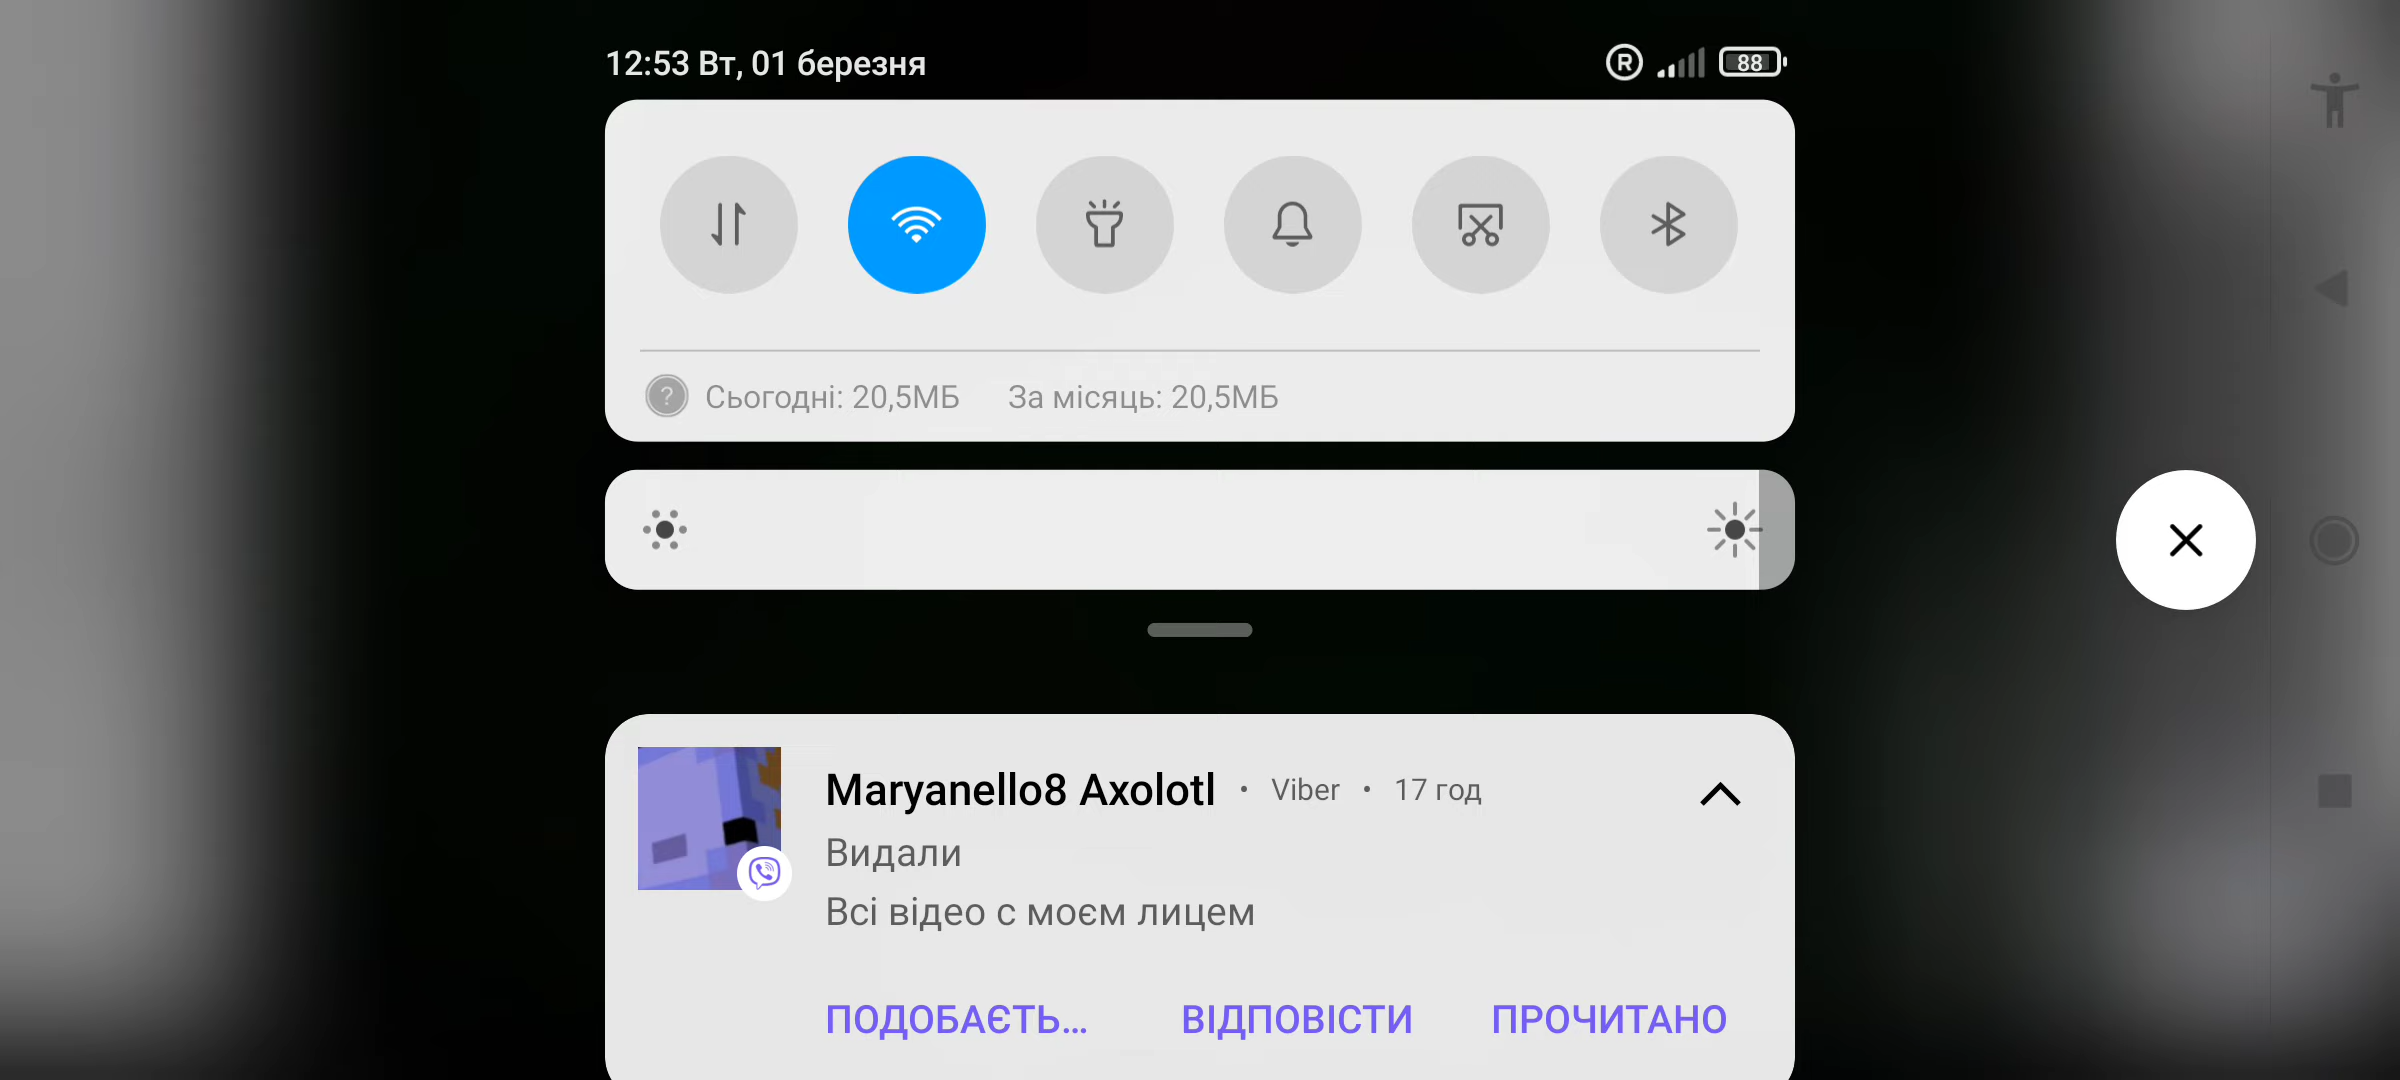 12:53 Вт, 01 березня
R
88
? Сьогодні: 20,5МБ За місяць: 20,5МБ
Maryanello8 Axolotl • Viber • 17 год
Видали
Всі відео с моєм лицем
ПОДОБАЄТЬ... ВІДПОВІСТИ ПРОЧИТАНО